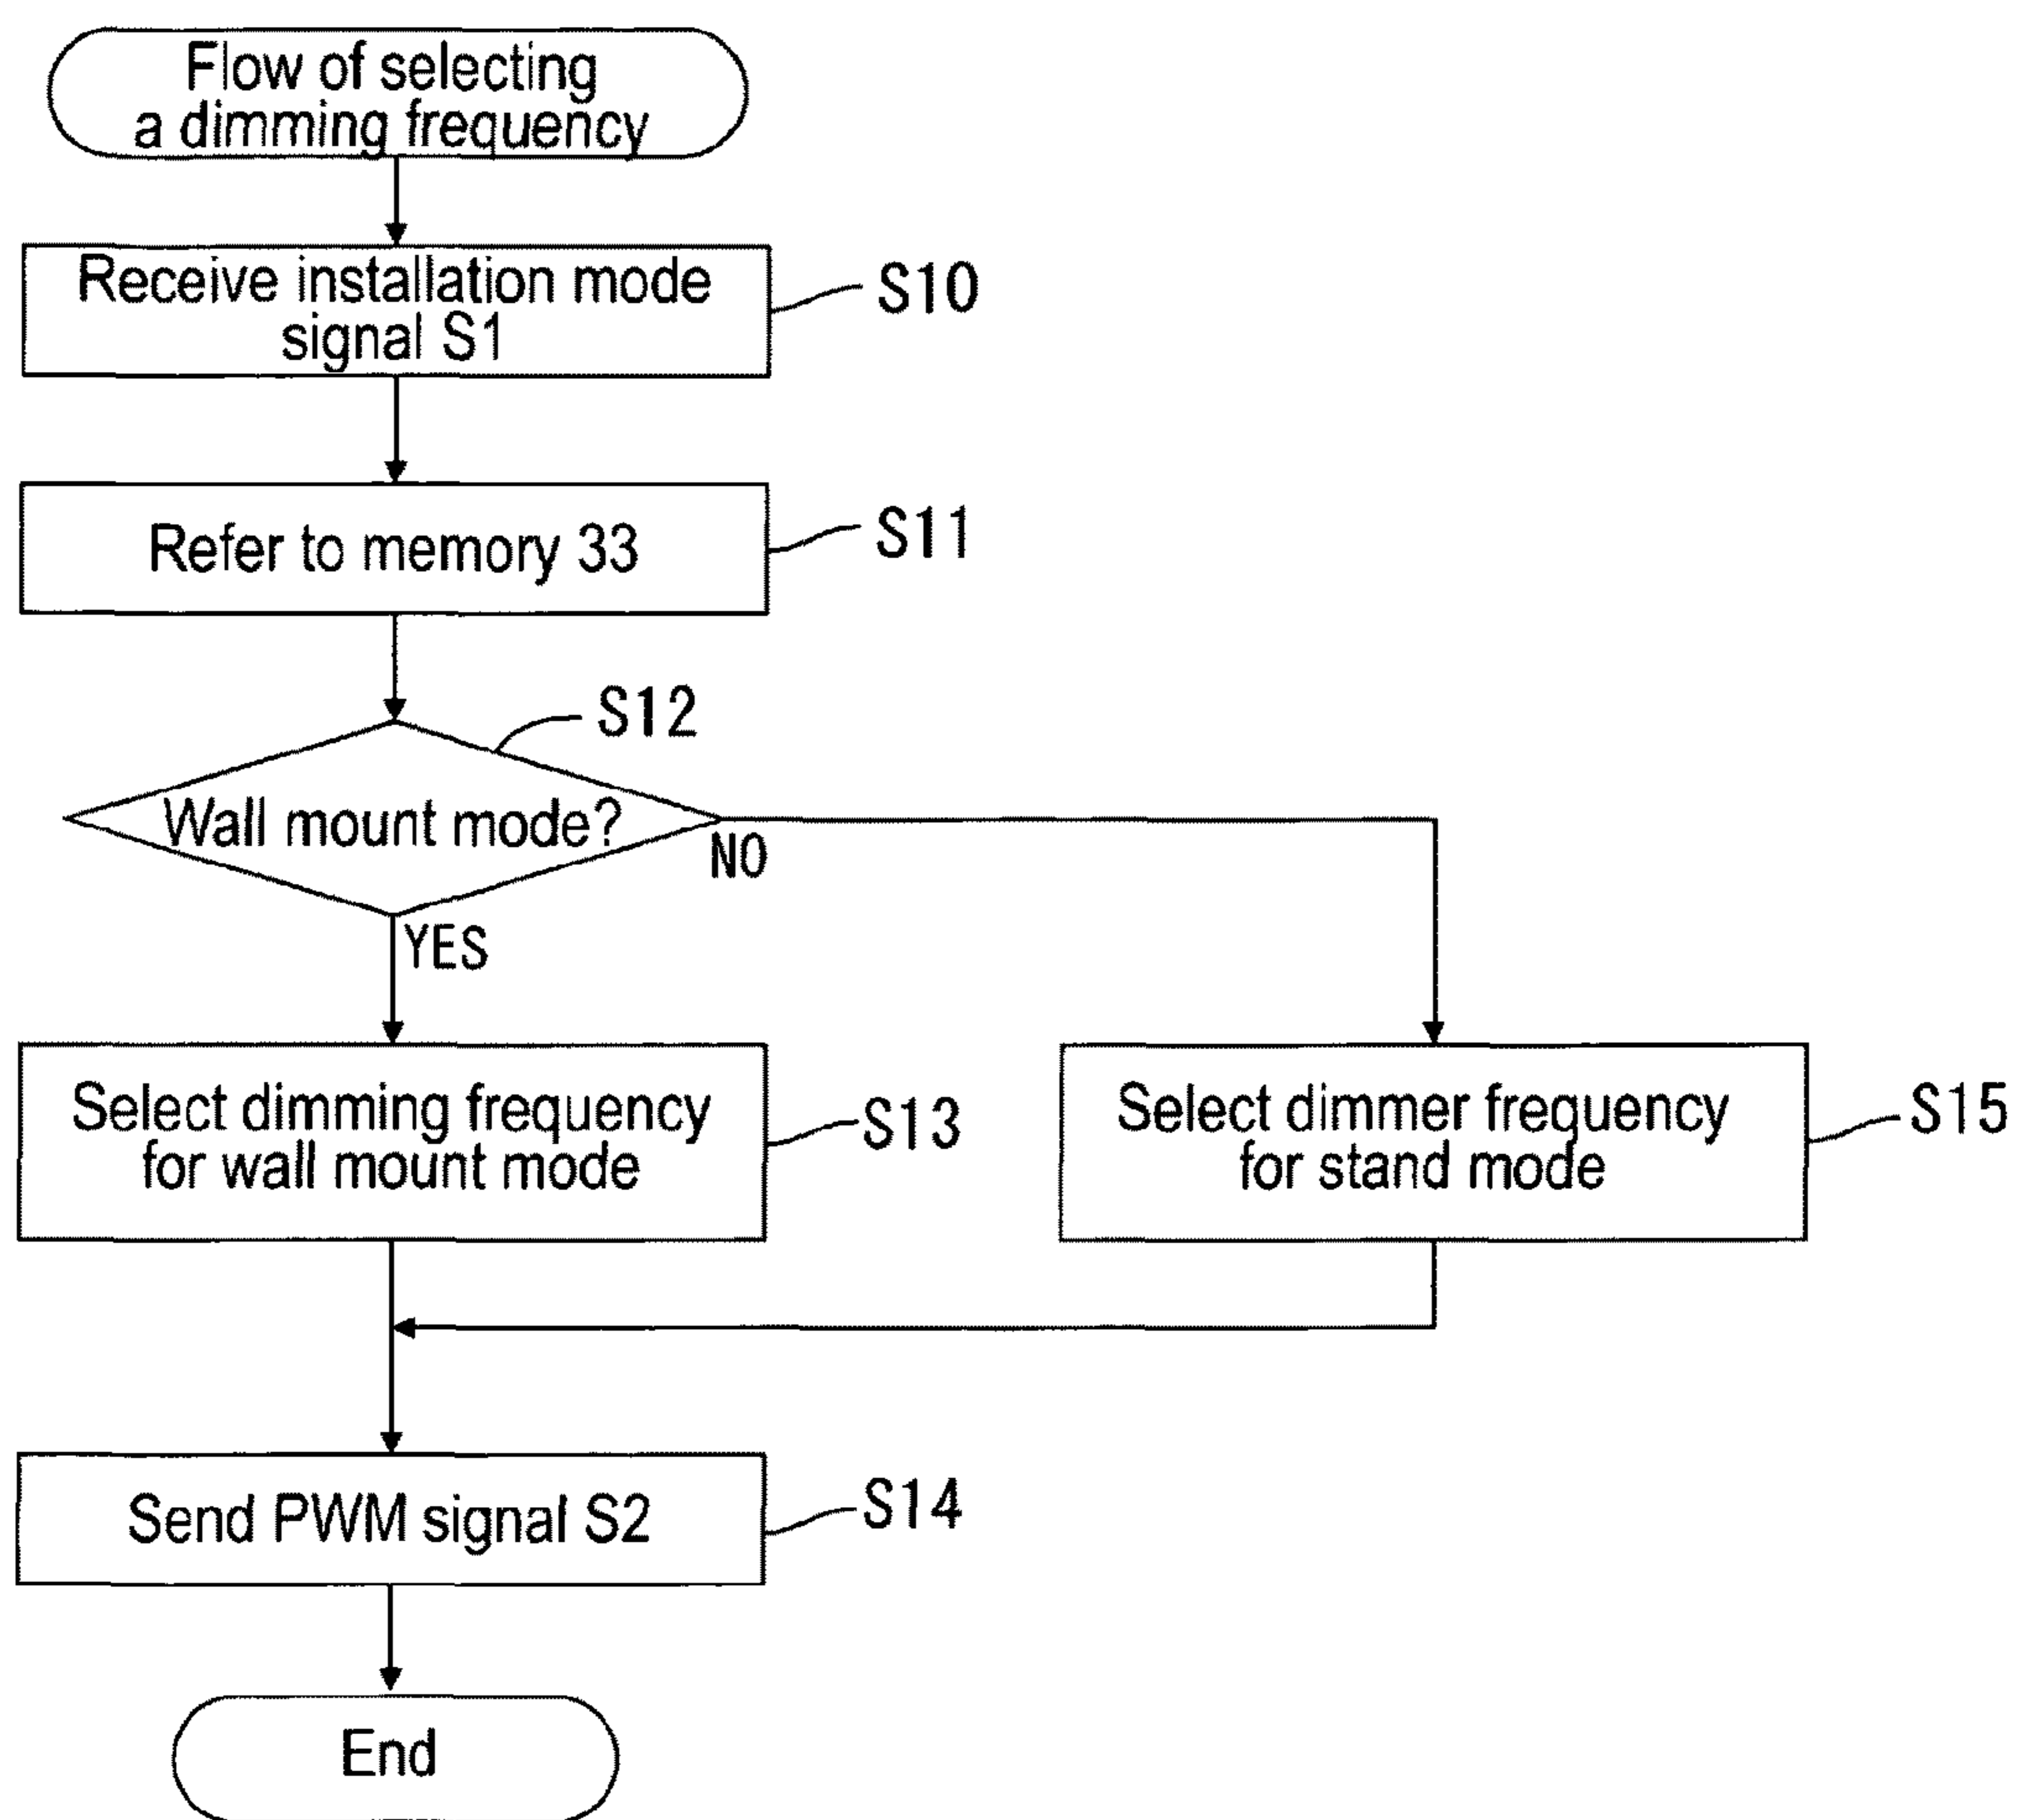 Flow of selecting
a dimming frequency
Receive installation mode
signal S1
S10
Refer to memory 33
S11
S12
Wall mount mode?
NO
YES
Select dimming frequency
for wall mount mode
S13
Select dimmer frequency
for stand mode
S15
Send PWM signal S2
S14
End